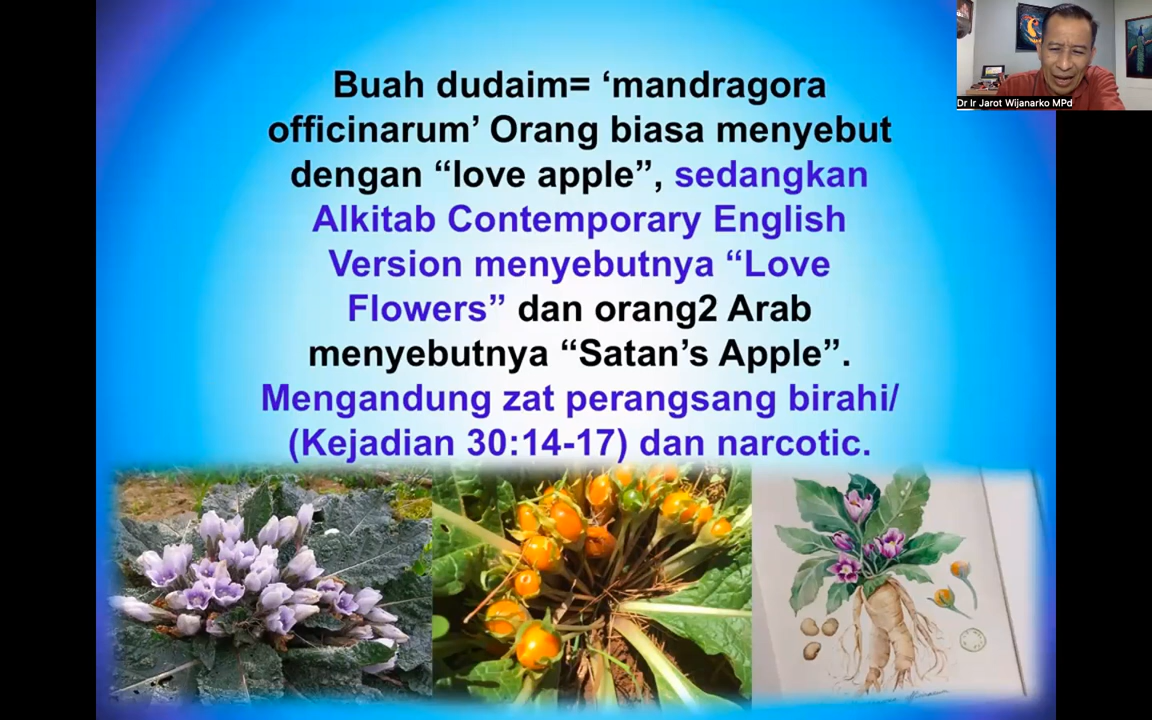 Buah dudaim= ‘mandragora
officinarum’ Orang biasa menyebut
dengan “love apple”, sedangkan
Alkitab Contemporary English
Version menyebutnya “Love
Flowers” dan orang2 Arab
menyebutnya “Satan’s Apple”.
Mengandung zat perangsang birahi/
(Kejadian 30:14-17) dan narcotic.
Dr Ir Jarot Wijanarko MPd